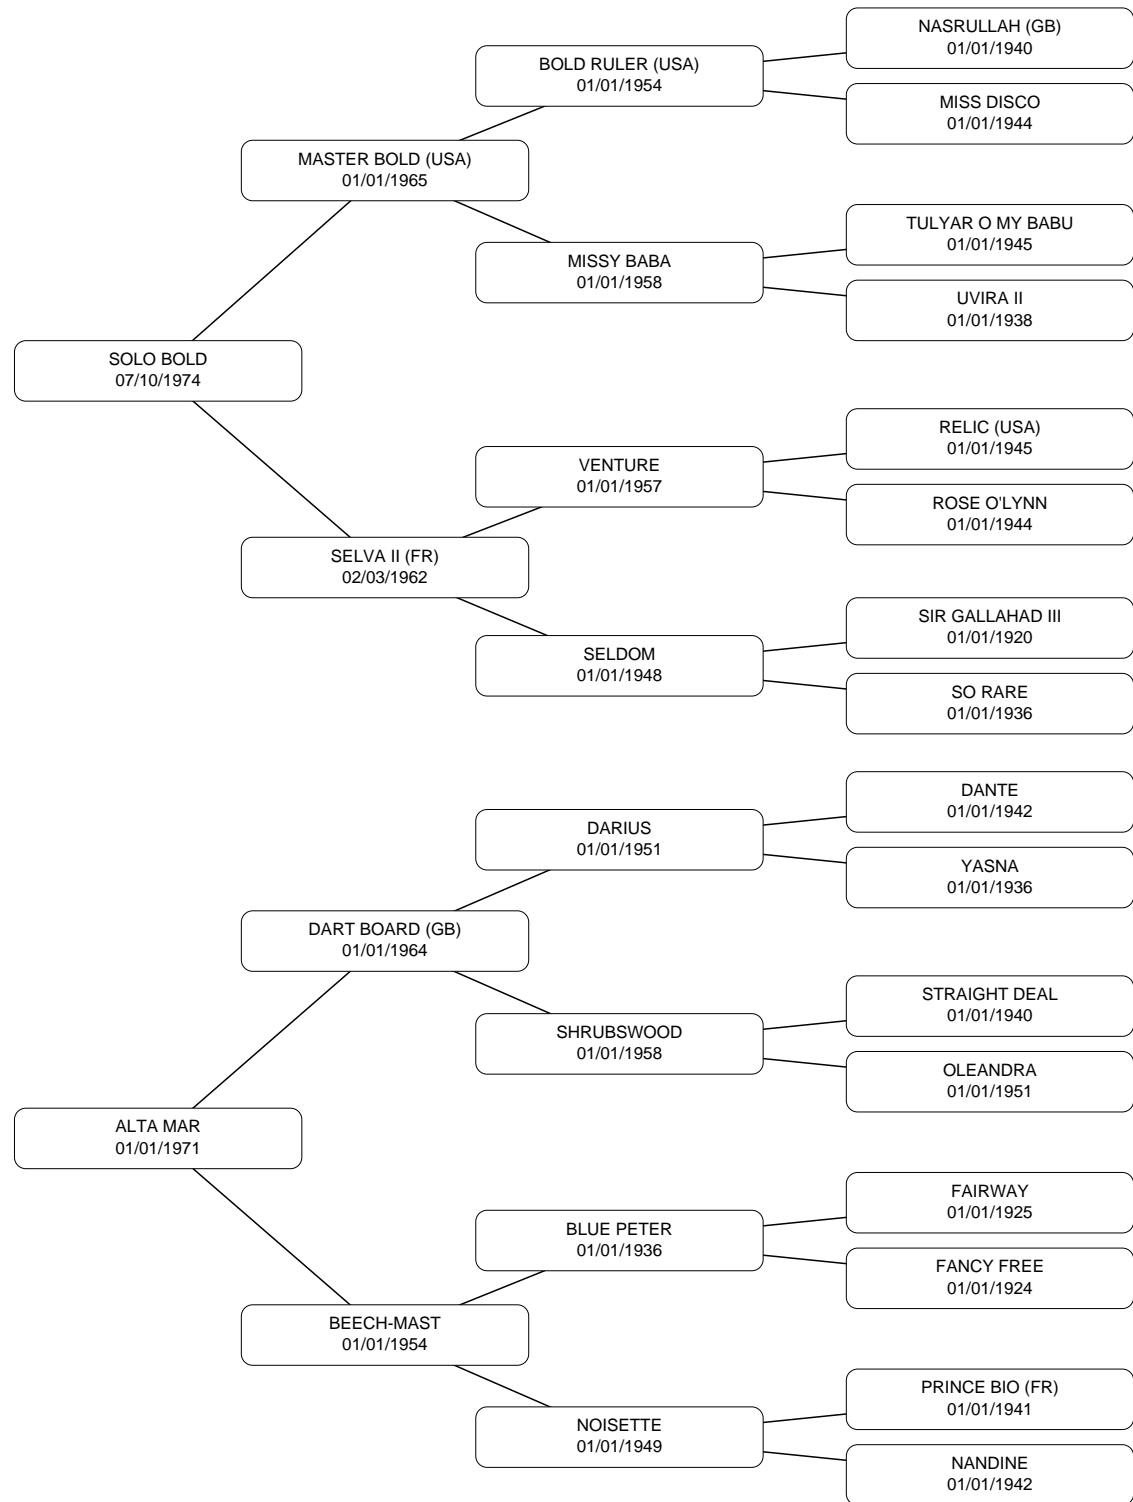 NASRULLAH (GB)
01/01/1940
BOLD RULER (USA)
01/01/1954
MISS DISCO
01/01/1944
MASTER BOLD (USA)
01/01/1965
TULYAR O MY BABU
01/01/1945
MISSY BABA
01/01/1958
UVIRA II
01/01/1938
SOLO BOLD
07/10/1974
RELIC (USA)
01/01/1945
VENTURE
01/01/1957
ROSE O'LYNN
01/01/1944
SELVA II (FR)
02/03/1962
SIR GALLAHAD III
01/01/1920
SELDOM
01/01/1948
SO RARE
01/01/1936
DANTE
01/01/1942
DARIUS
01/01/1951
YASNA
01/01/1936
DART BOARD (GB)
01/01/1964
STRAIGHT DEAL
01/01/1940
SHRUBSWOOD
01/01/1958
OLEANDRA
01/01/1951
ALTA MAR
01/01/1971
FAIRWAY
01/01/1925
BLUE PETER
01/01/1936
FANCY FREE
01/01/1924
BEECH-MAST
01/01/1954
PRINCE BIO (FR)
01/01/1941
NOISETTE
01/01/1949
NANDINE
01/01/1942